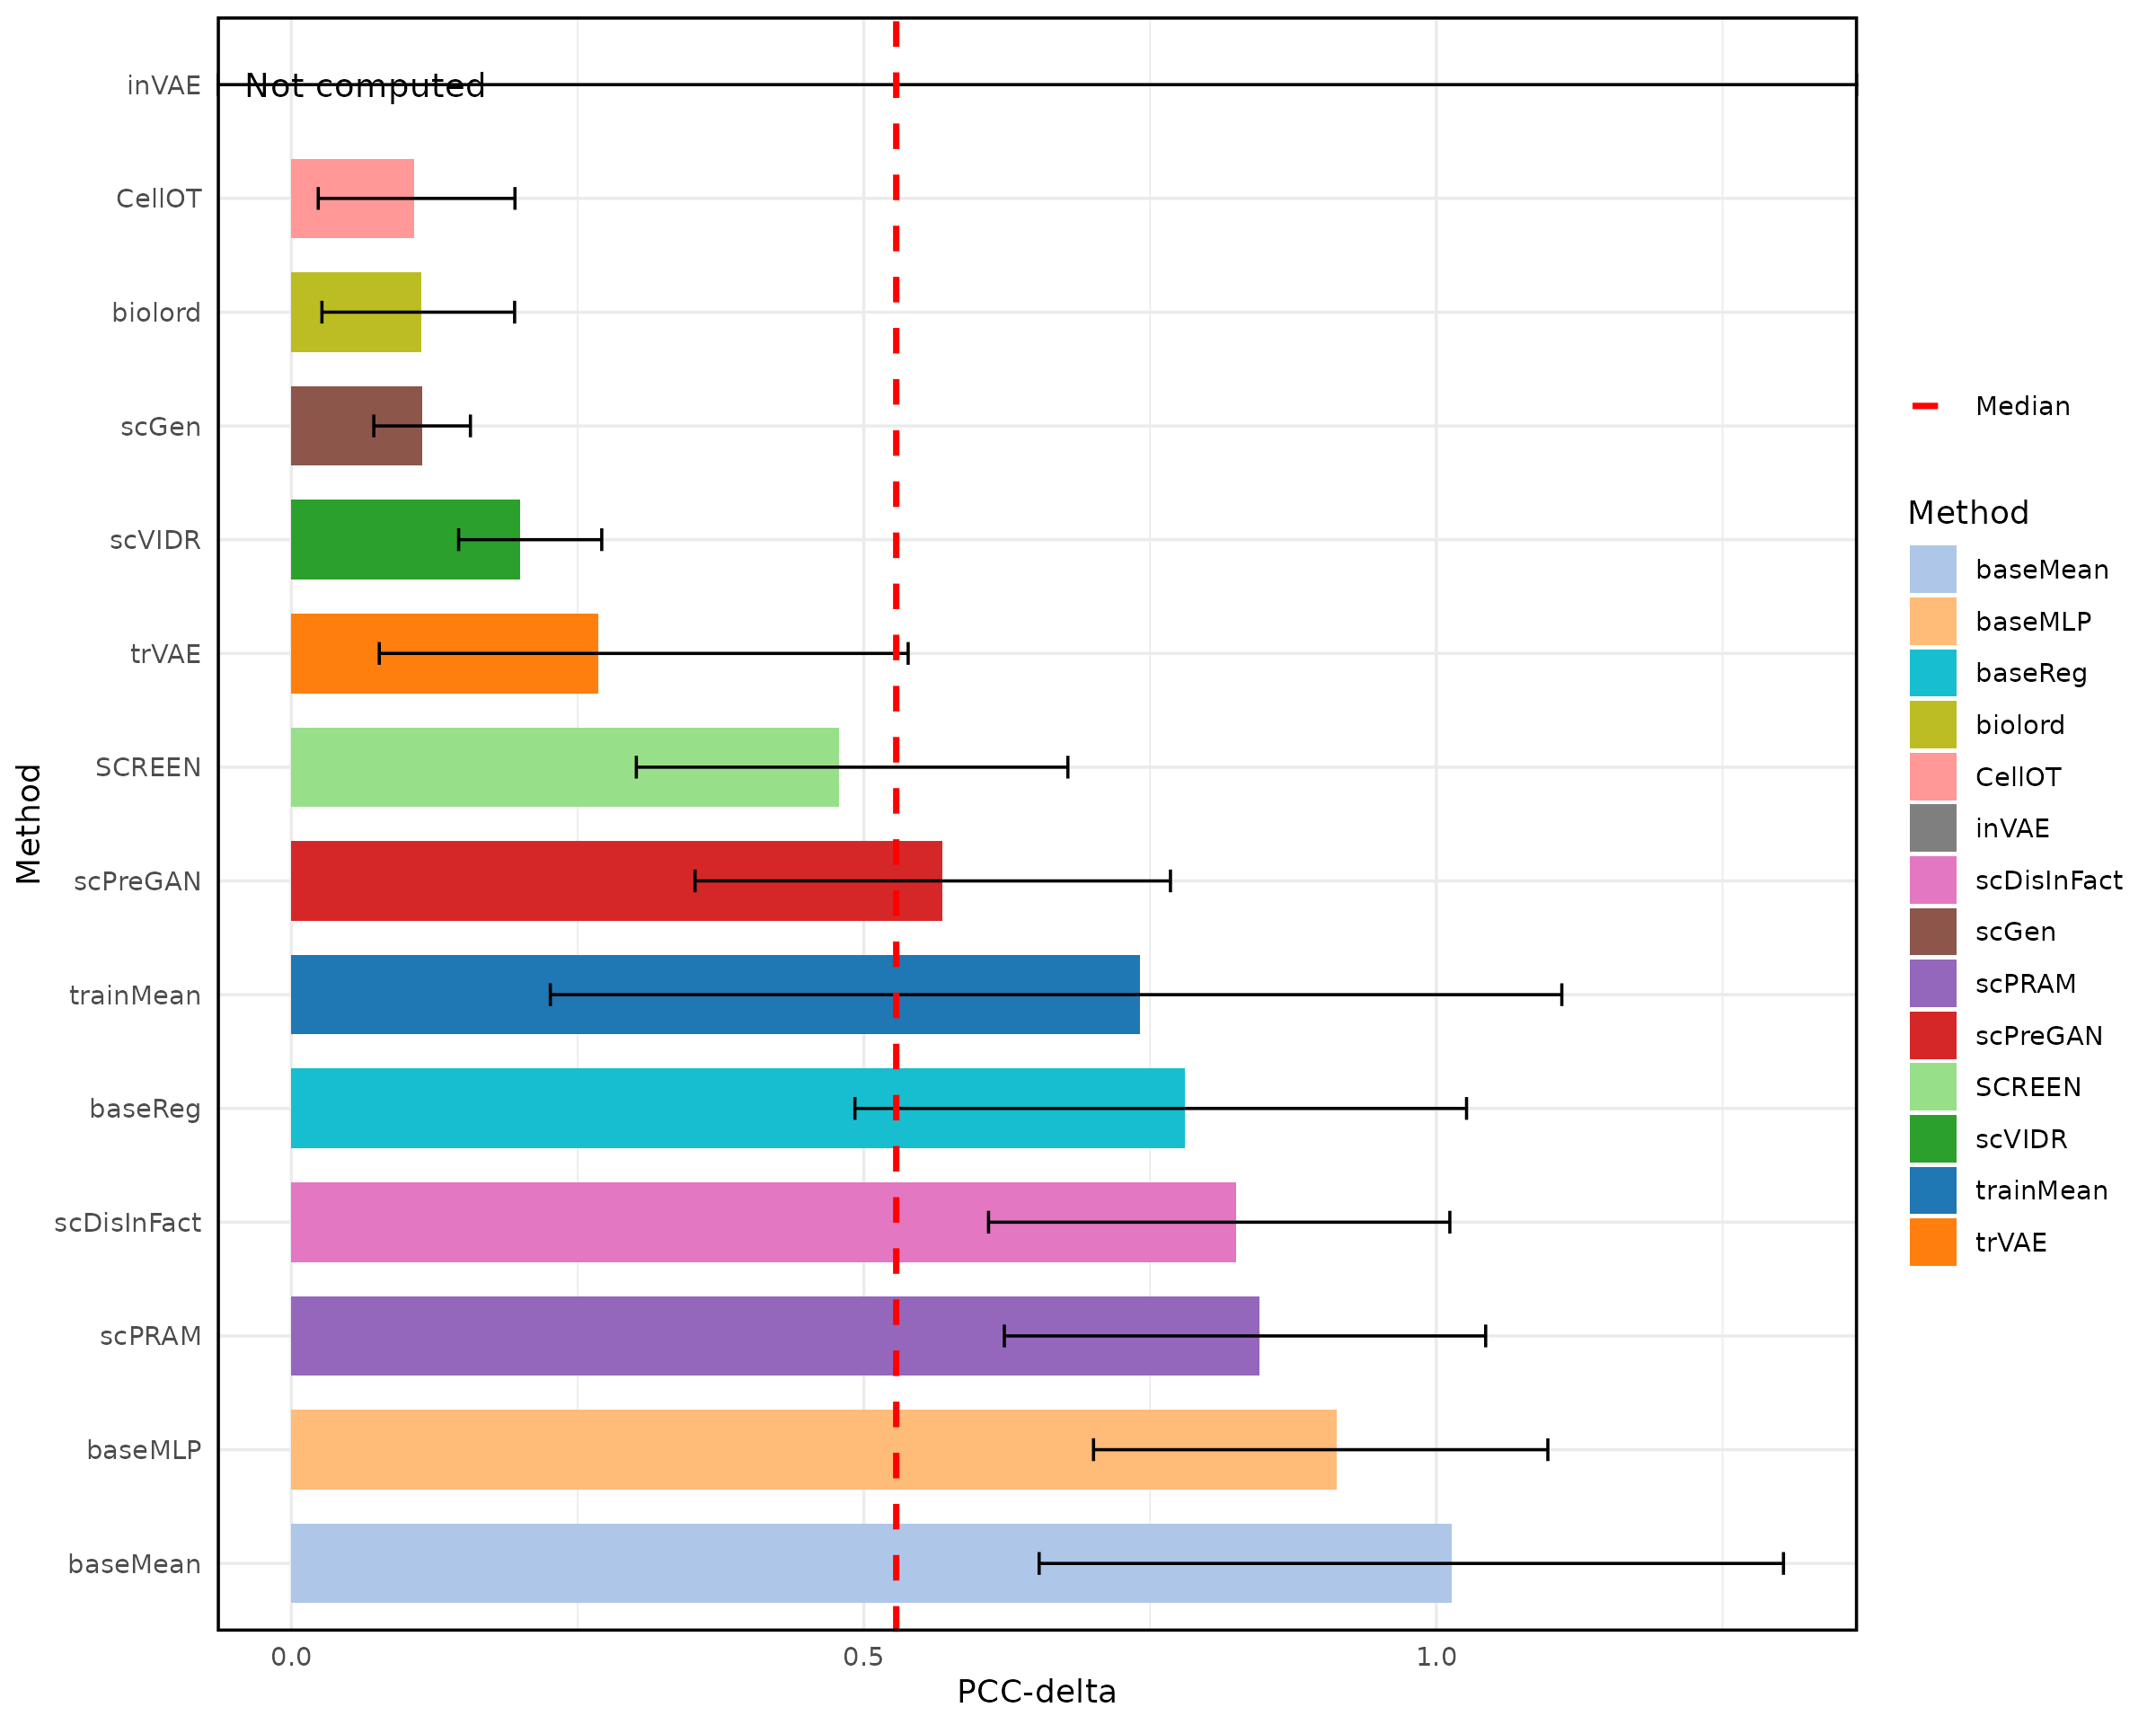 inVAE
Not computed
CellOT
biolord
scGen
scVIDR
trVAE
SCREEN
scPreGAN
trainMean
baseReg
scDisInFact
scPRAM
baseMLP
baseMean
Method
0.0
0.5
1.0
PCC-delta
Median
Method
baseMean
baseMLP
baseReg
biolord
CellOT
inVAE
scDisInFact
scGen
scPRAM
scPreGAN
SCREEN
scVIDR
trainMean
trVAE